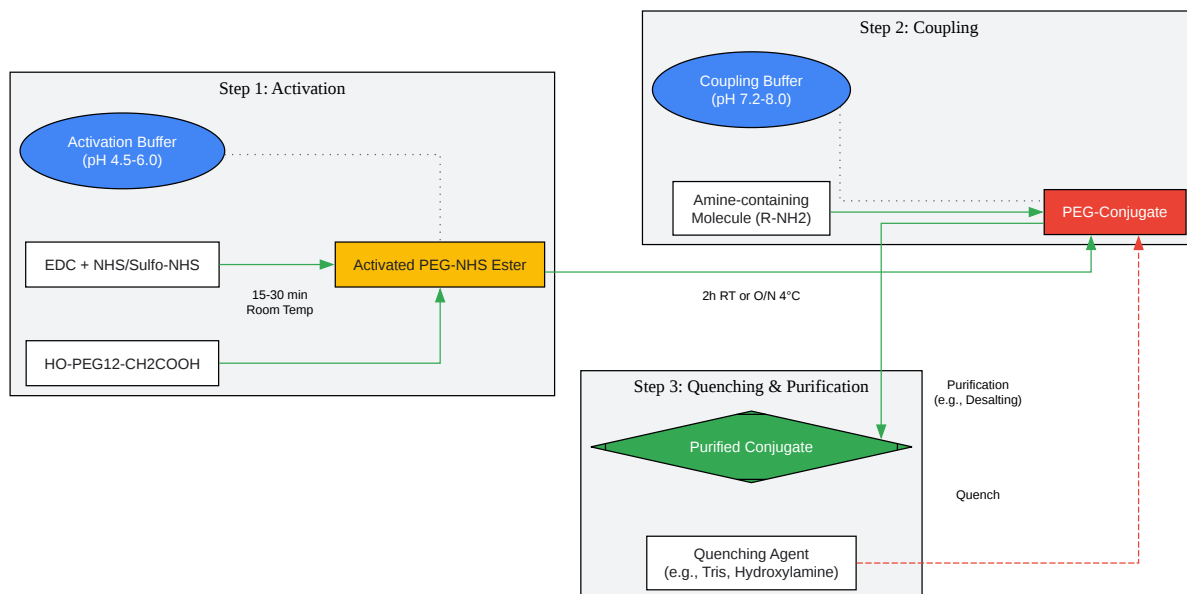 Step 1: Activation
Activation Buffer
(pH 4.5-6.0)
EDC + NHS/Sulfo-NHS
Activated PEG-NHS Ester
15-30 min
Room Temp
HO-PEG12-CH2COOH
Step 2: Coupling
Coupling Buffer
(pH 7.2-8.0)
Amine-containing
Molecule (R-NH2)
PEG-Conjugate
2h RT or O/N 4°C
Step 3: Quenching & Purification
Purification
(e.g., Desalting)
Purified Conjugate
Quench
Quenching Agent
(e.g., Tris, Hydroxylamine)